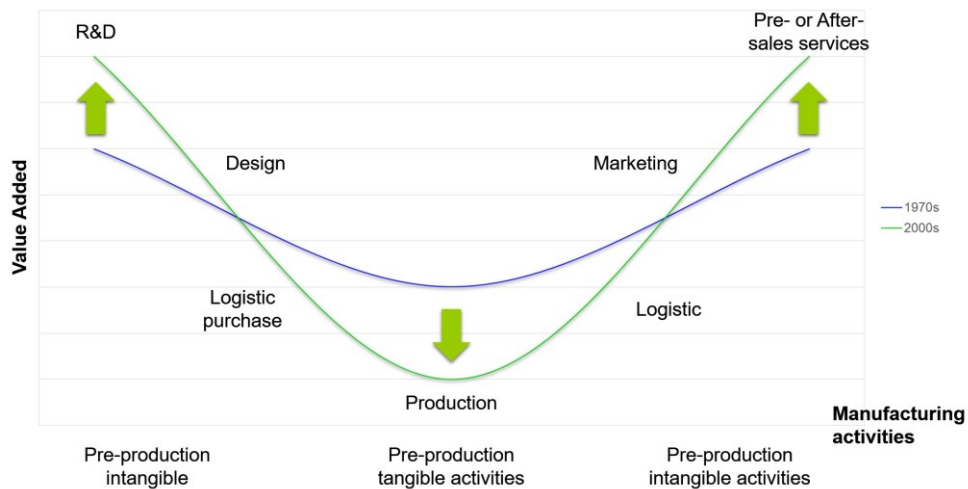 R&D
Pre- or After-
sales services
Design
Marketing
Value Added
1970s
2000s
Logistic
purchase
Logistic
Production
Manufacturing
activities
Pre-production
intangible
Pre-production
tangible activities
Pre-production
intangible activities